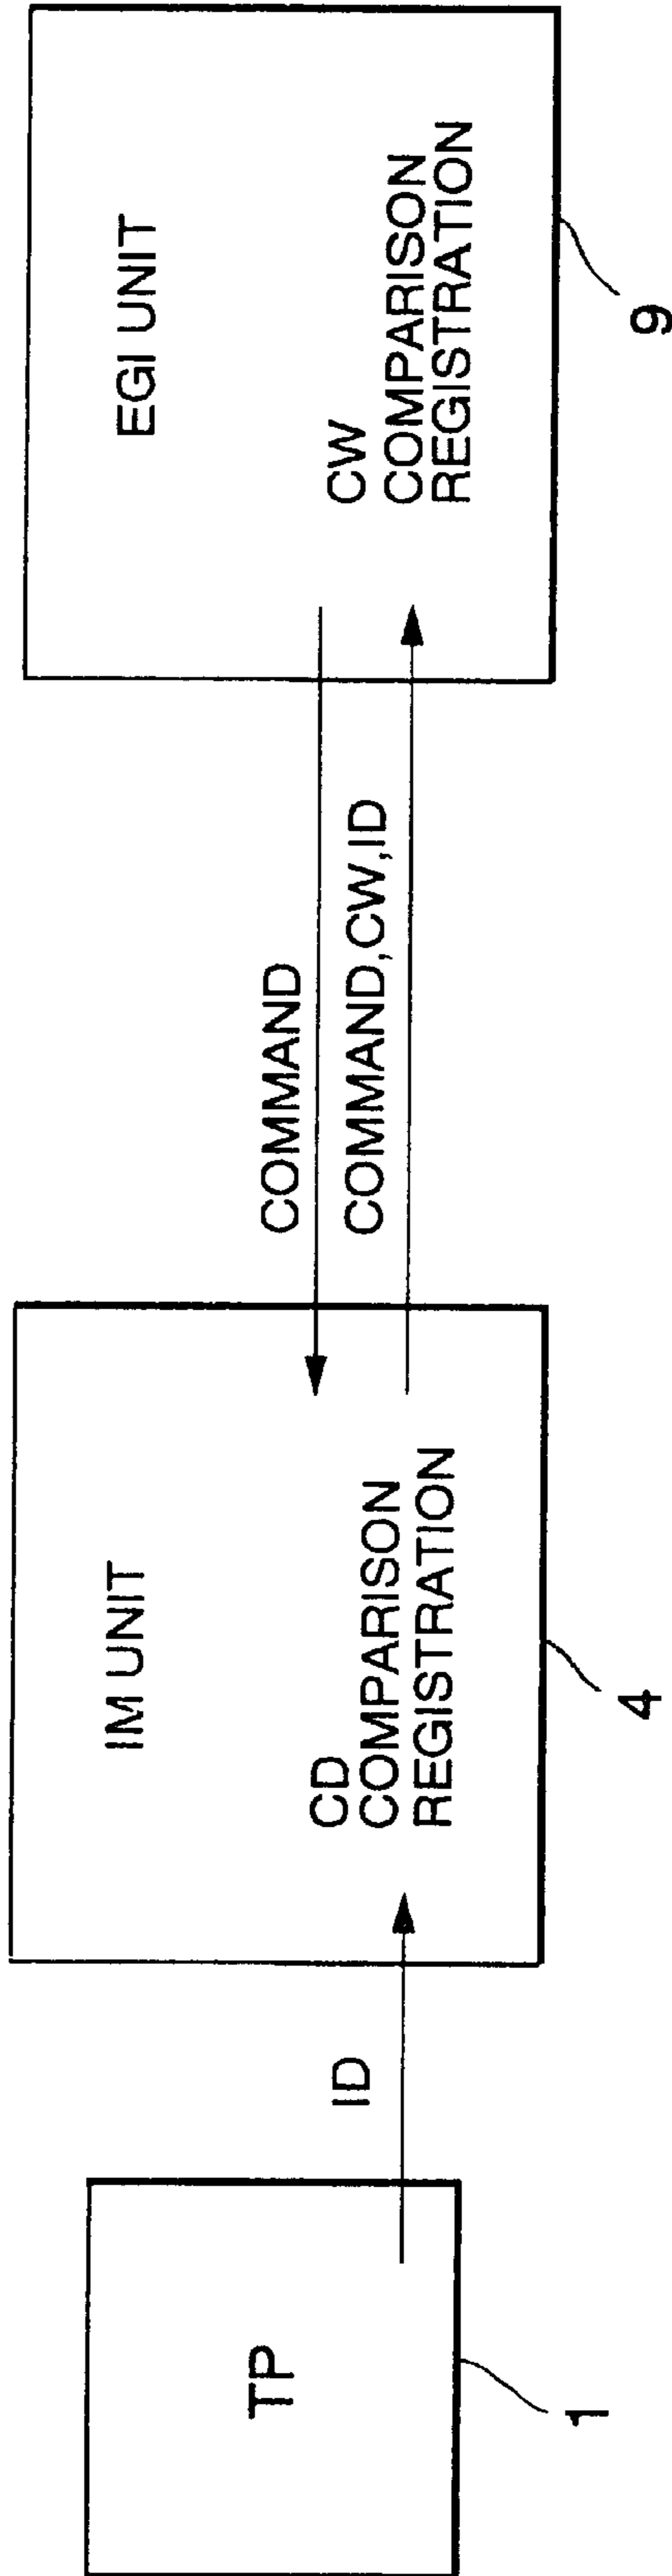 TP
1
ID
IM UNIT
CD
COMPARISON
REGISTRATION
4
COMMAND
COMMAND,CW,ID
EGI UNIT
CW
COMPARISON
REGISTRATION
9